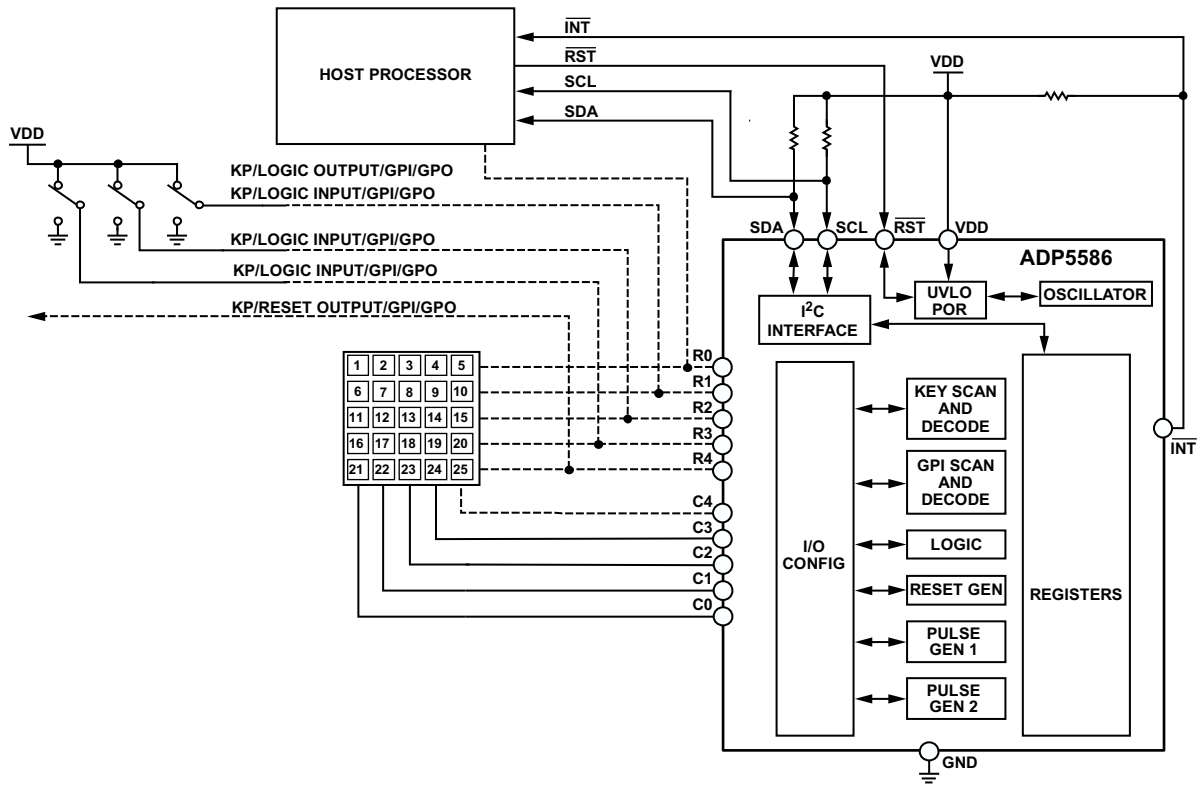 INT
RST
SCL
SDA
HOST PROCESSOR
VDD
VDD
KP/LOGIC OUTPUT/GPI/GPO
KP/LOGIC INPUT/GPI/GPO
KP/LOGIC INPUT/GPI/GPO
KP/LOGIC INPUT/GPI/GPO
KP/RESET OUTPUT/GPI/GPO
SDA
SCL
RST
VDD
ADP5586
I2C
INTERFACE
UVLO
POR
OSCILLATOR
1 2 3 4 5
6 7 8 9 10
11 12 13 14 15
16 17 18 19 20
21 22 23 24 25
R0
R1
R2
R3
R4
C4
C3
C2
C1
C0
I/O
CONFIG
KEY SCAN
AND
DECODE
GPI SCAN
AND
DECODE
LOGIC
RESET GEN
PULSE
GEN 1
PULSE
GEN 2
REGISTERS
INT
GND